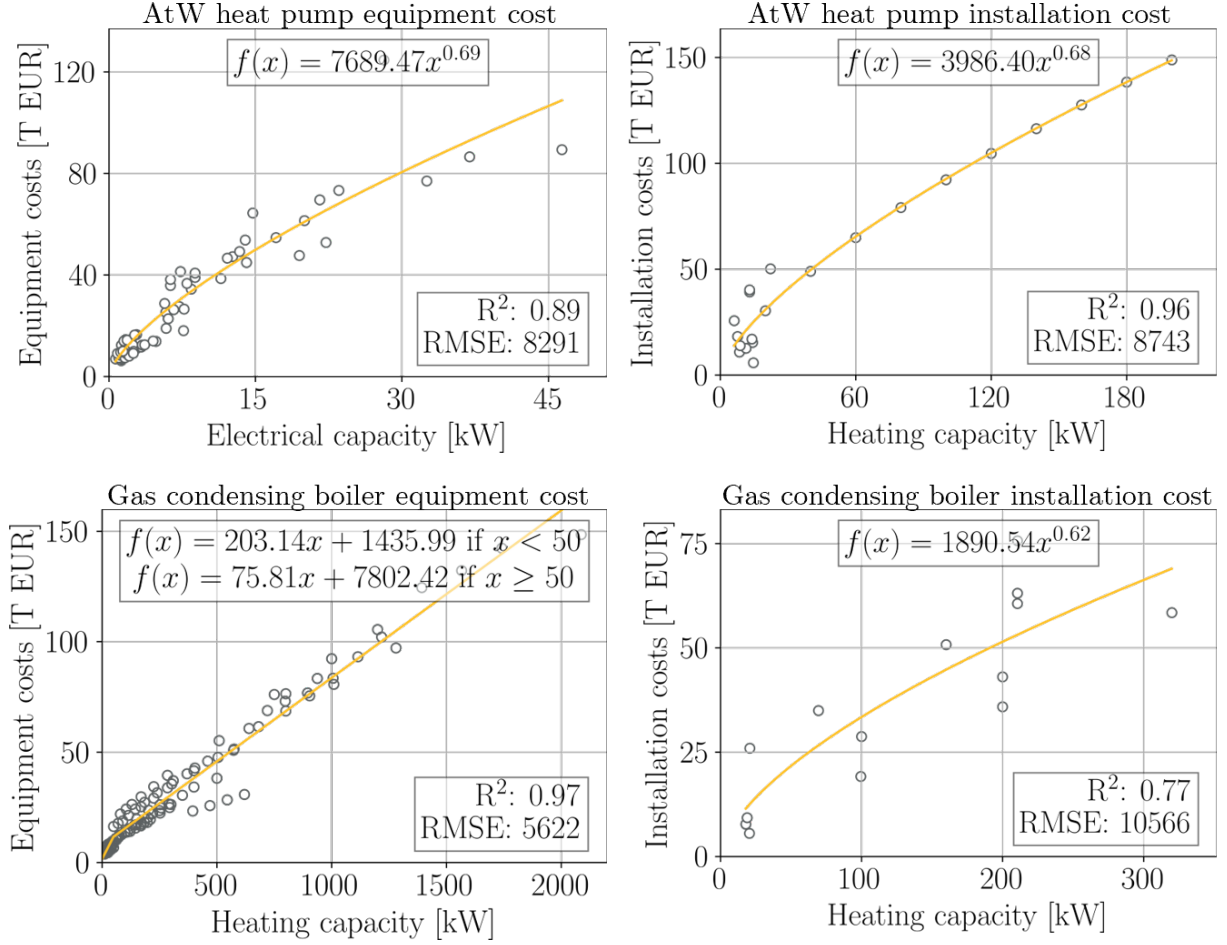 AtW heat pump equipment cost
f(x) = 7689.47x^0.69
Equipment costs [T EUR]
120
80
40
0
R²: 0.89
RMSE: 8291
0 15 30 45
Electrical capacity [kW]
AtW heat pump installation cost
f(x) = 3986.40x^0.68
Installation costs [T EUR]
150
100
50
0
R²: 0.96
RMSE: 8743
0 60 120 180
Heating capacity [kW]
Gas condensing boiler equipment cost
f(x) = 203.14x + 1435.99 if x < 50
f(x) = 75.81x + 7802.42 if x ≥ 50
Equipment costs [T EUR]
150
100
50
0
R²: 0.97
RMSE: 5622
0 500 1000 1500 2000
Heating capacity [kW]
Gas condensing boiler installation cost
f(x) = 1890.54x^0.62
Installation costs [T EUR]
75
50
25
0
R²: 0.77
RMSE: 10566
0 100 200 300
Heating capacity [kW]